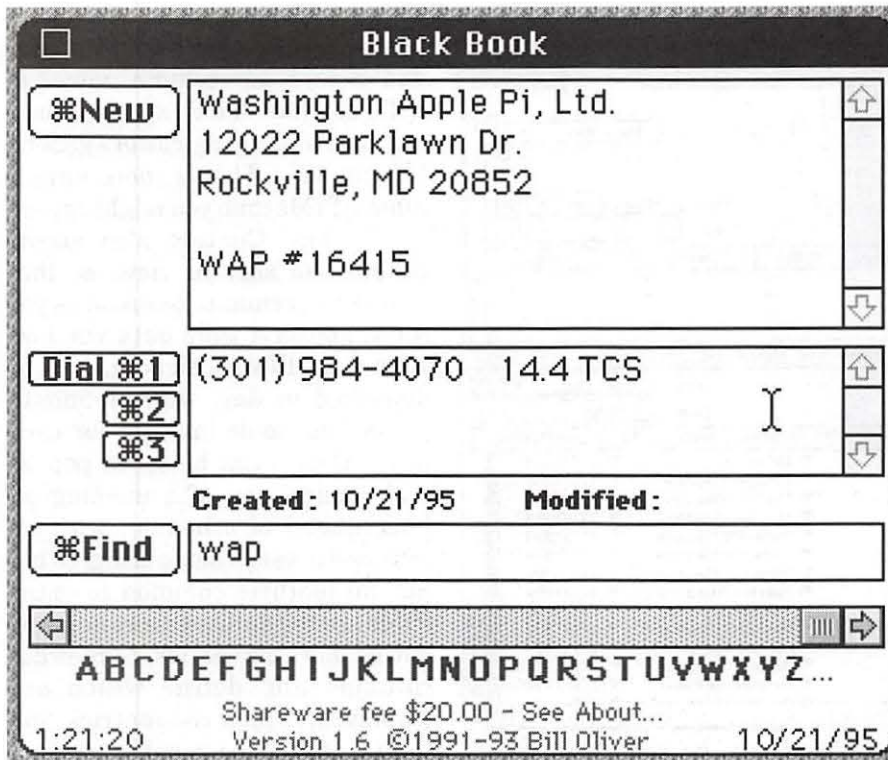 Black Book
⌘New
Washington Apple Pi, Ltd.
12022 Parklawn Dr.
Rockville, MD 20852
WAP #16415
Dial ⌘1
(301) 984-4070 14.4 TCS
⌘2
⌘3
Created: 10/21/95 Modified:
⌘Find
wap
ABCDEFGHIJKLMNOPQRSTUVWXYZ...
Shareware fee $20.00 - See About...
1:21:20 Version 1.6 ©1991-93 Bill Oliver 10/21/95